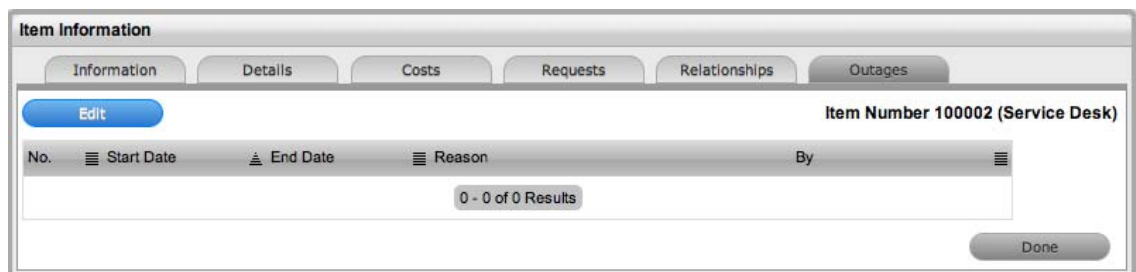 Item Information
Information Details Costs Requests Relationships Outages
Edit Item Number 100002 (Service Desk)
No. Start Date End Date Reason By
0 - 0 of 0 Results
Done